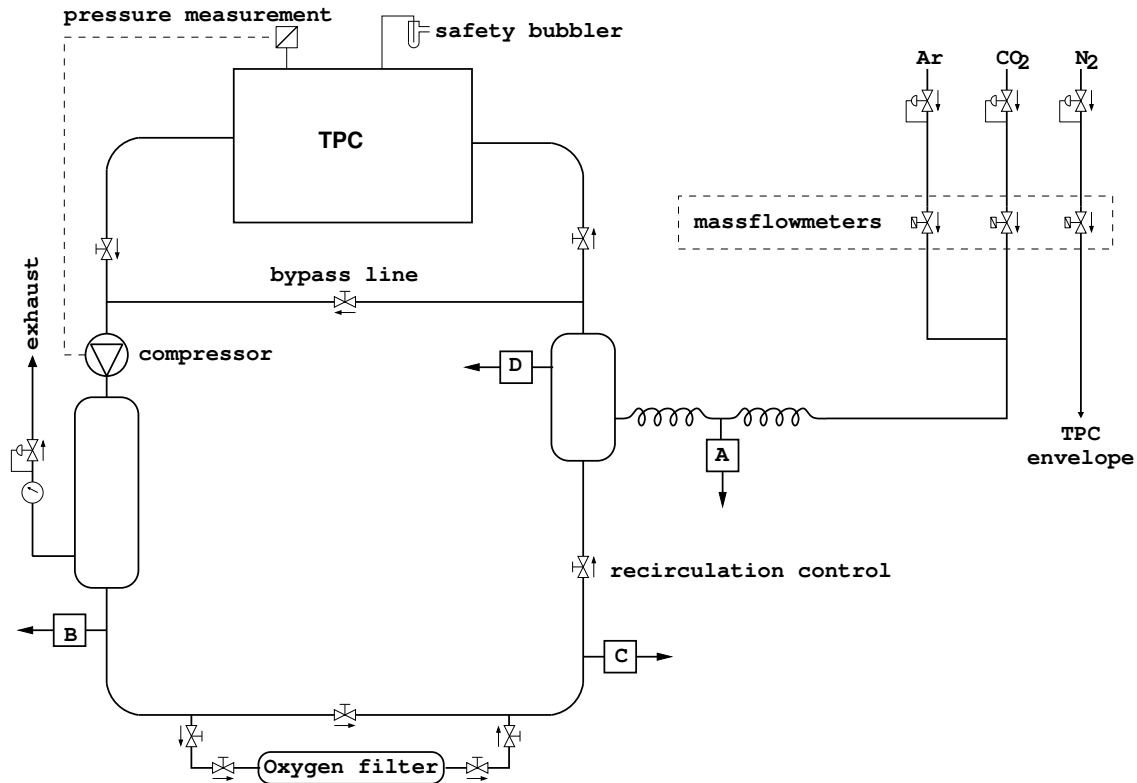 pressure measurement
safety bubbler
Ar
CO2
N2
TPC
massflowmeters
bypass line
exhaust
compressor
D
A
TPC
envelope
recirculation control
B
C
Oxygen filter